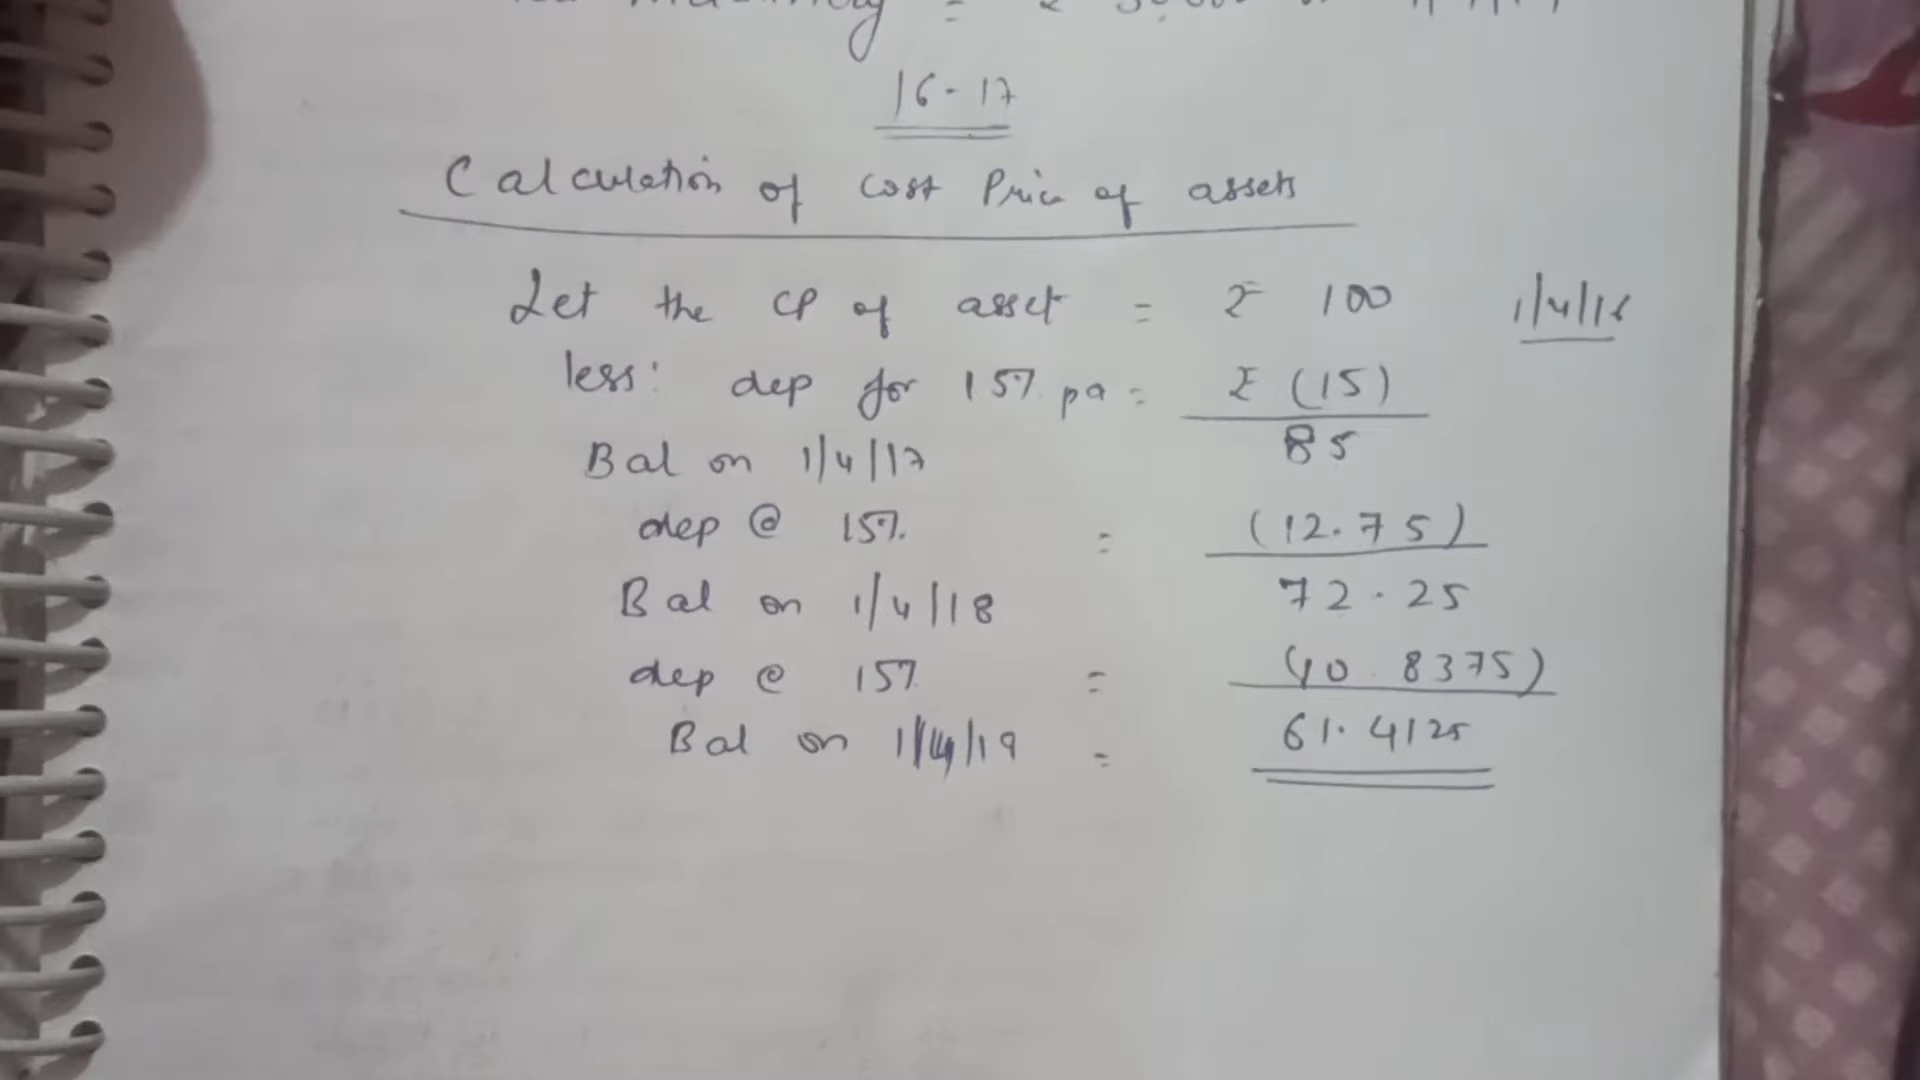 =
16-17
Calculation of cost Price of assets
Let the CP of asset = ₹ 100 1/4/16
less: dep for 15% pa = ₹ (15)
85
Bal on 1/4/17
dep @ 15% = (12.75)
Bal on 1/4/18 72.25
dep @ 15% = (10.8375)
Bal on 1/4/19 = 61.4125